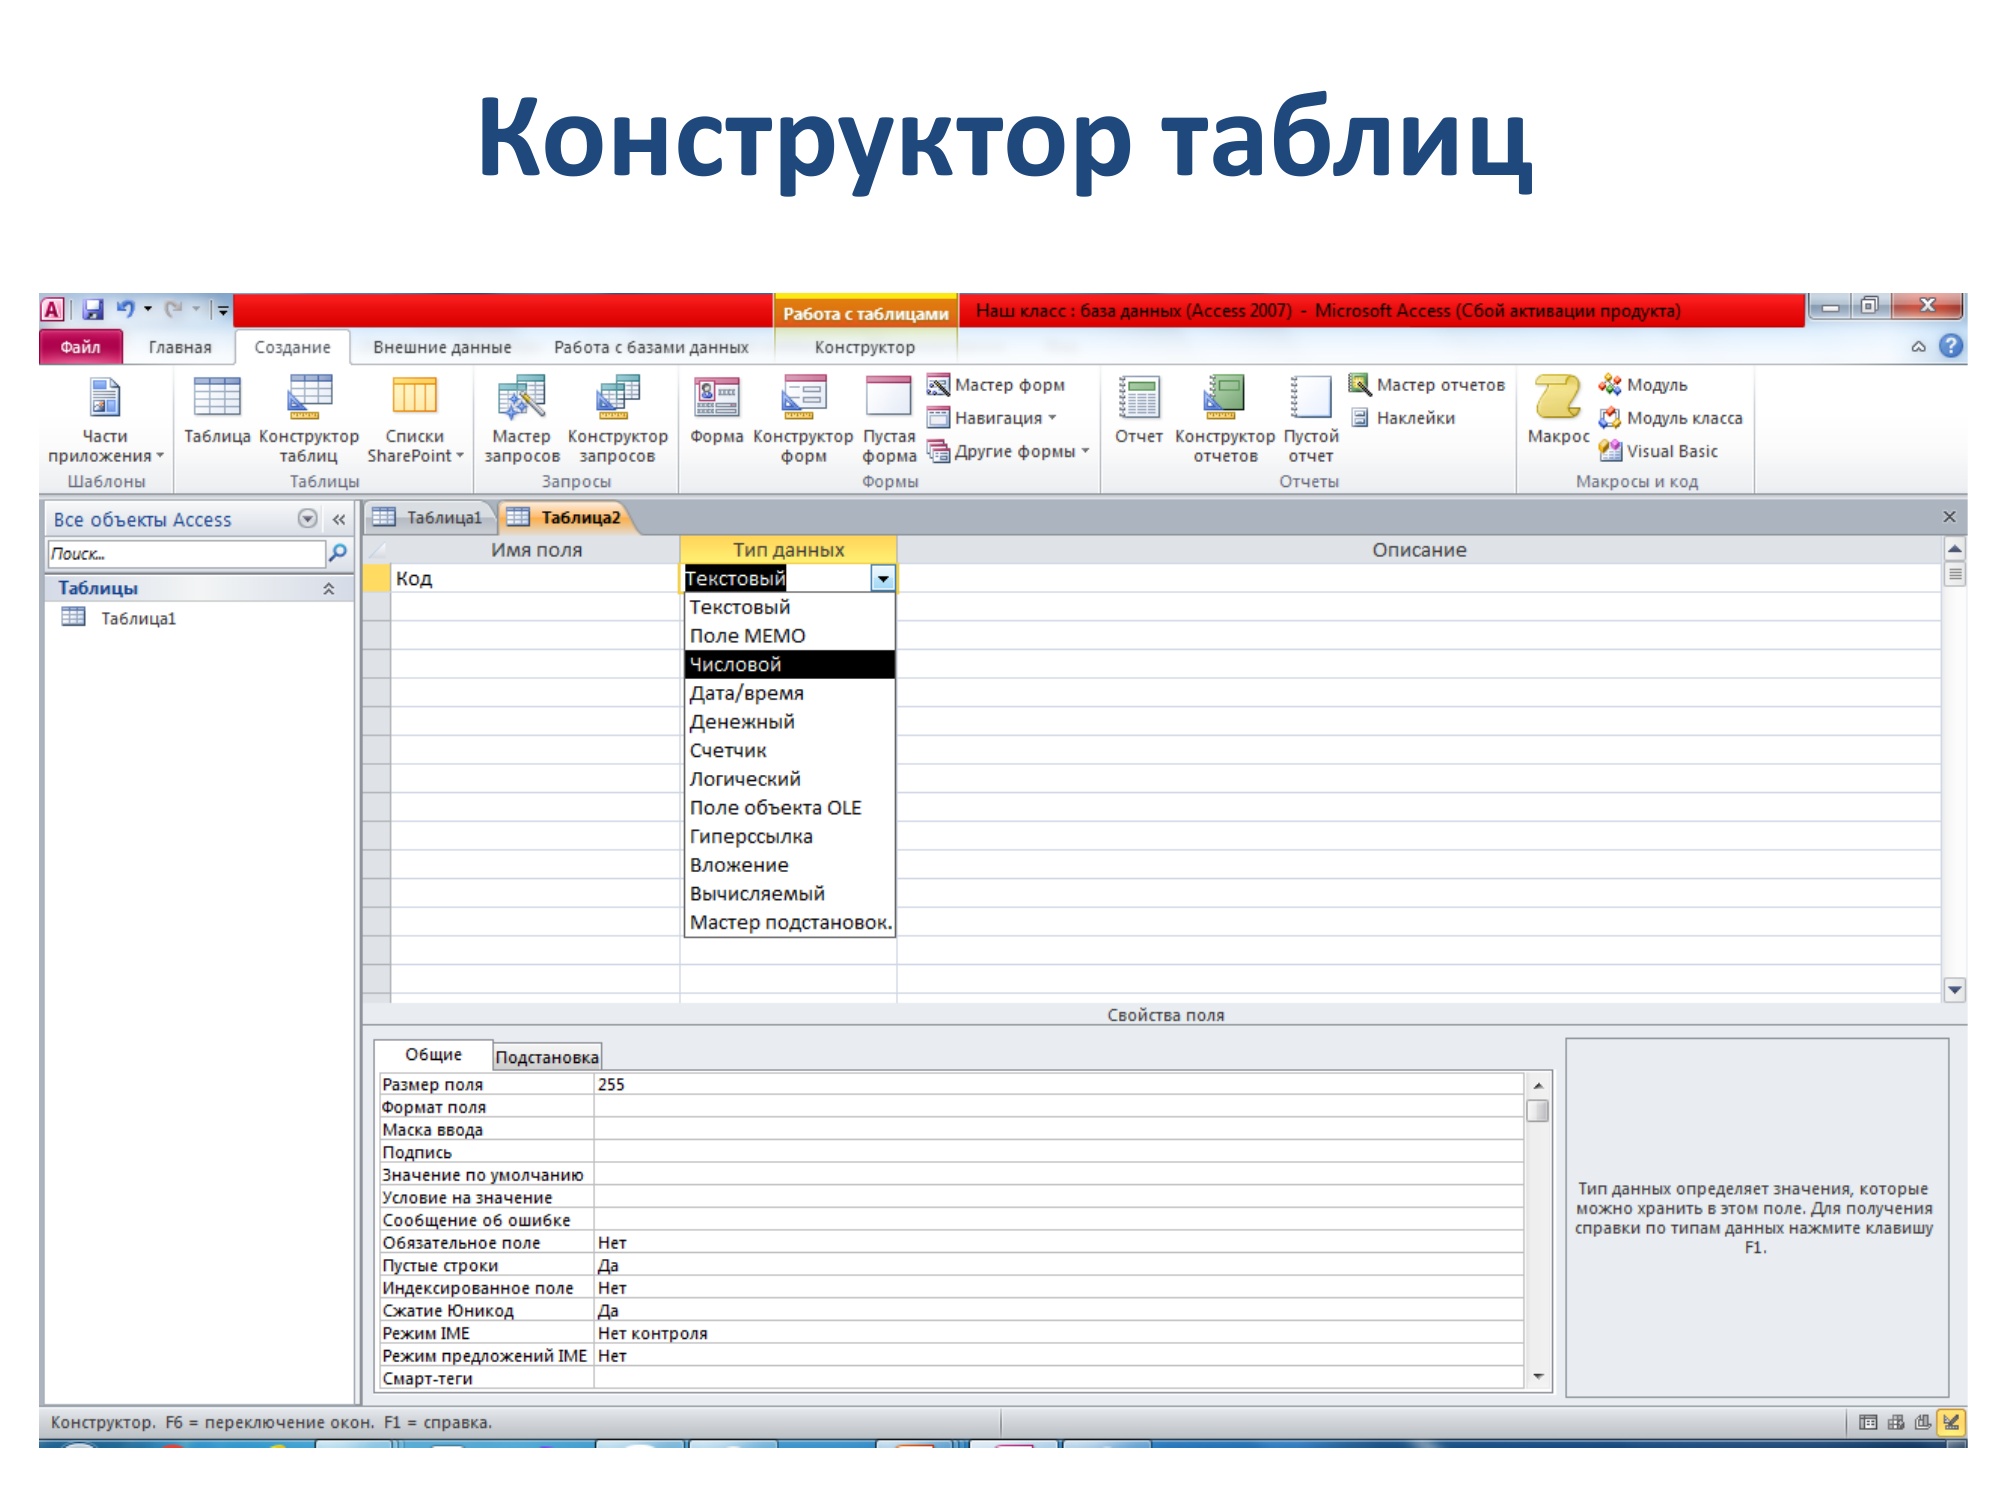 Конструктор таблиц
Работа с таблицами
Наш класс : база данных (Access 2007) - Microsoft Access (Сбой активации продукта)
Файл Главная Создание Внешние данные Работа с базами данных Конструктор
Части приложения
Таблица
Конструктор таблиц
Списки SharePoint
Мастер запросов
Конструктор запросов
Форма
Конструктор форм
Пустая форма
Мастер форм
Навигация
Другие формы
Отчет
Конструктор отчетов
Пустой отчет
Мастер отчетов
Наклейки
Макрос
Модуль
Модуль класса
Visual Basic
Шаблоны Таблицы Запросы Формы Отчеты Макросы и код
Все объекты Access
Поиск...
Таблицы
Таблица1
Таблица1 Таблица2
Имя поля Тип данных Описание
Код Текстовый
Текстовый
Поле МЕМО
Числовой
Дата/время
Денежный
Счетчик
Логический
Поле объекта OLE
Гиперссылка
Вложение
Вычисляемый
Мастер подстановок.
Свойства поля
Общие Подстановка
Размер поля 255
Формат поля
Маска ввода
Подпись
Значение по умолчанию
Условие на значение
Сообщение об ошибке
Обязательное поле Нет
Пустые строки Да
Индексированное поле Нет
Сжатие Юникод Да
Режим IME Нет контроля
Режим предложений IME Нет
Смарт-теги
Тип данных определяет значения, которые
можно хранить в этом поле. Для получения
справки по типам данных нажмите клавишу
F1.
Конструктор. F6 = переключение окон. F1 = справка.